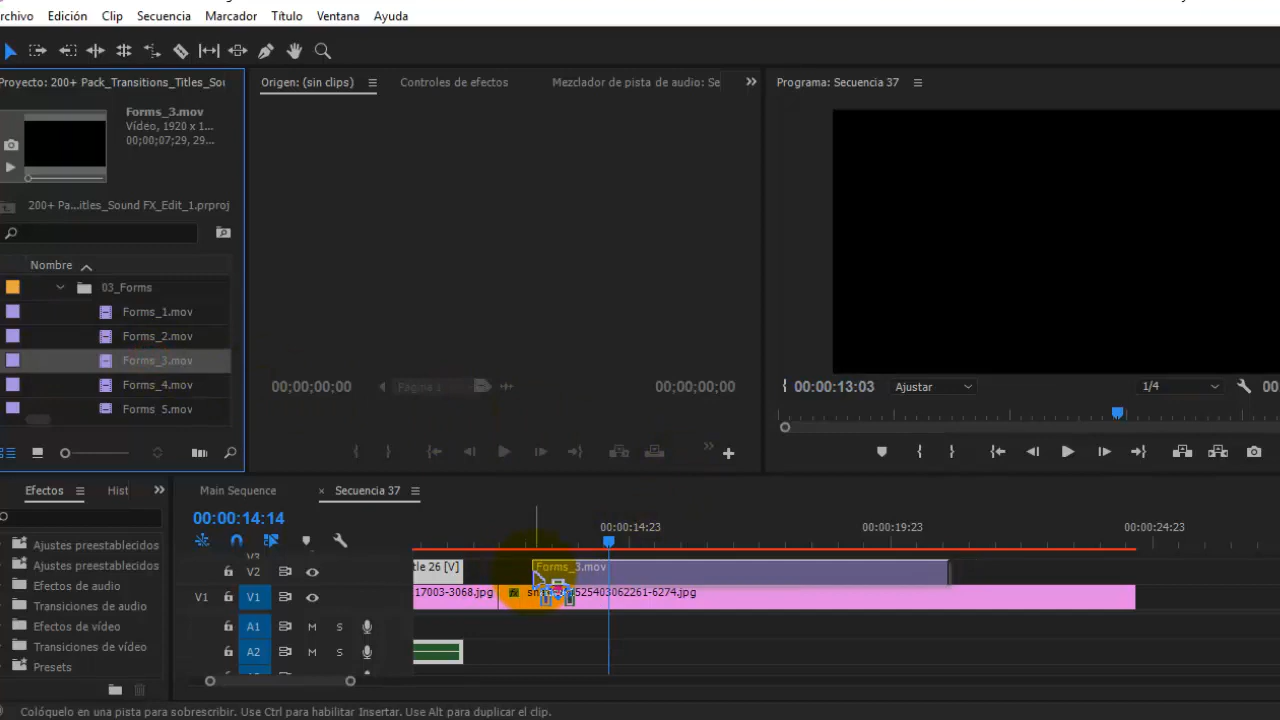 rchivo Edición Clip Secuencia Marcador Título Ventana Ayuda
Proyecto: 200+ Pack_Transitions_Titles_Sou
Origen: (sin clips) Controles de efectos Mezclador de pista de audio: Se
Programa: Secuencia 37
Forms_3.mov
Vídeo, 1920 x 1...
00;00;07;29, 29...
200+ Pa...itles_Sound FX_Edit_1.prproj
Nombre
03_Forms
Forms_1.mov
Forms_2.mov
Forms_3.mov
Forms_4.mov
Forms_5.mov
00;00;00;00 Página 1 00;00;00;00
00:00:13:03 Ajustar 1/4 00
Efectos Hist
Main Sequence × Secuencia 37
00:00:14:14
00:00:14:23 00:00:19:23 00:00:24:23
Ajustes preestablecidos
Ajustes preestablecidos
Efectos de audio
Transiciones de audio
Efectos de vídeo
Transiciones de vídeo
Presets
V3
V2 tle 26 [V] Forms_3.mov
V1 V1 17003-3068.jpg 525403062261-6274.jpg
A1 M S
A2 M S
Colóquelo en una pista para sobrescribir. Use Ctrl para habilitar Insertar. Use Alt para duplicar el clip.